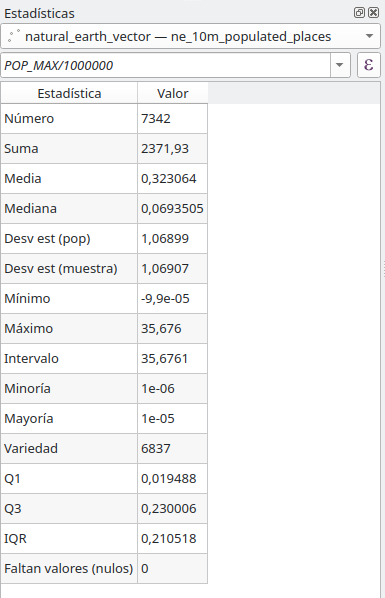 Estadísticas
natural_earth_vector — ne_10m_populated_places
POP_MAX/1000000 ε
Estadística Valor
Número 7342
Suma 2371,93
Media 0,323064
Mediana 0,0693505
Desv est (pop) 1,06899
Desv est (muestra) 1,06907
Mínimo -9,9e-05
Máximo 35,676
Intervalo 35,6761
Minoría 1e-06
Mayoría 1e-05
Variedad 6837
Q1 0,019488
Q3 0,230006
IQR 0,210518
Faltan valores (nulos) 0